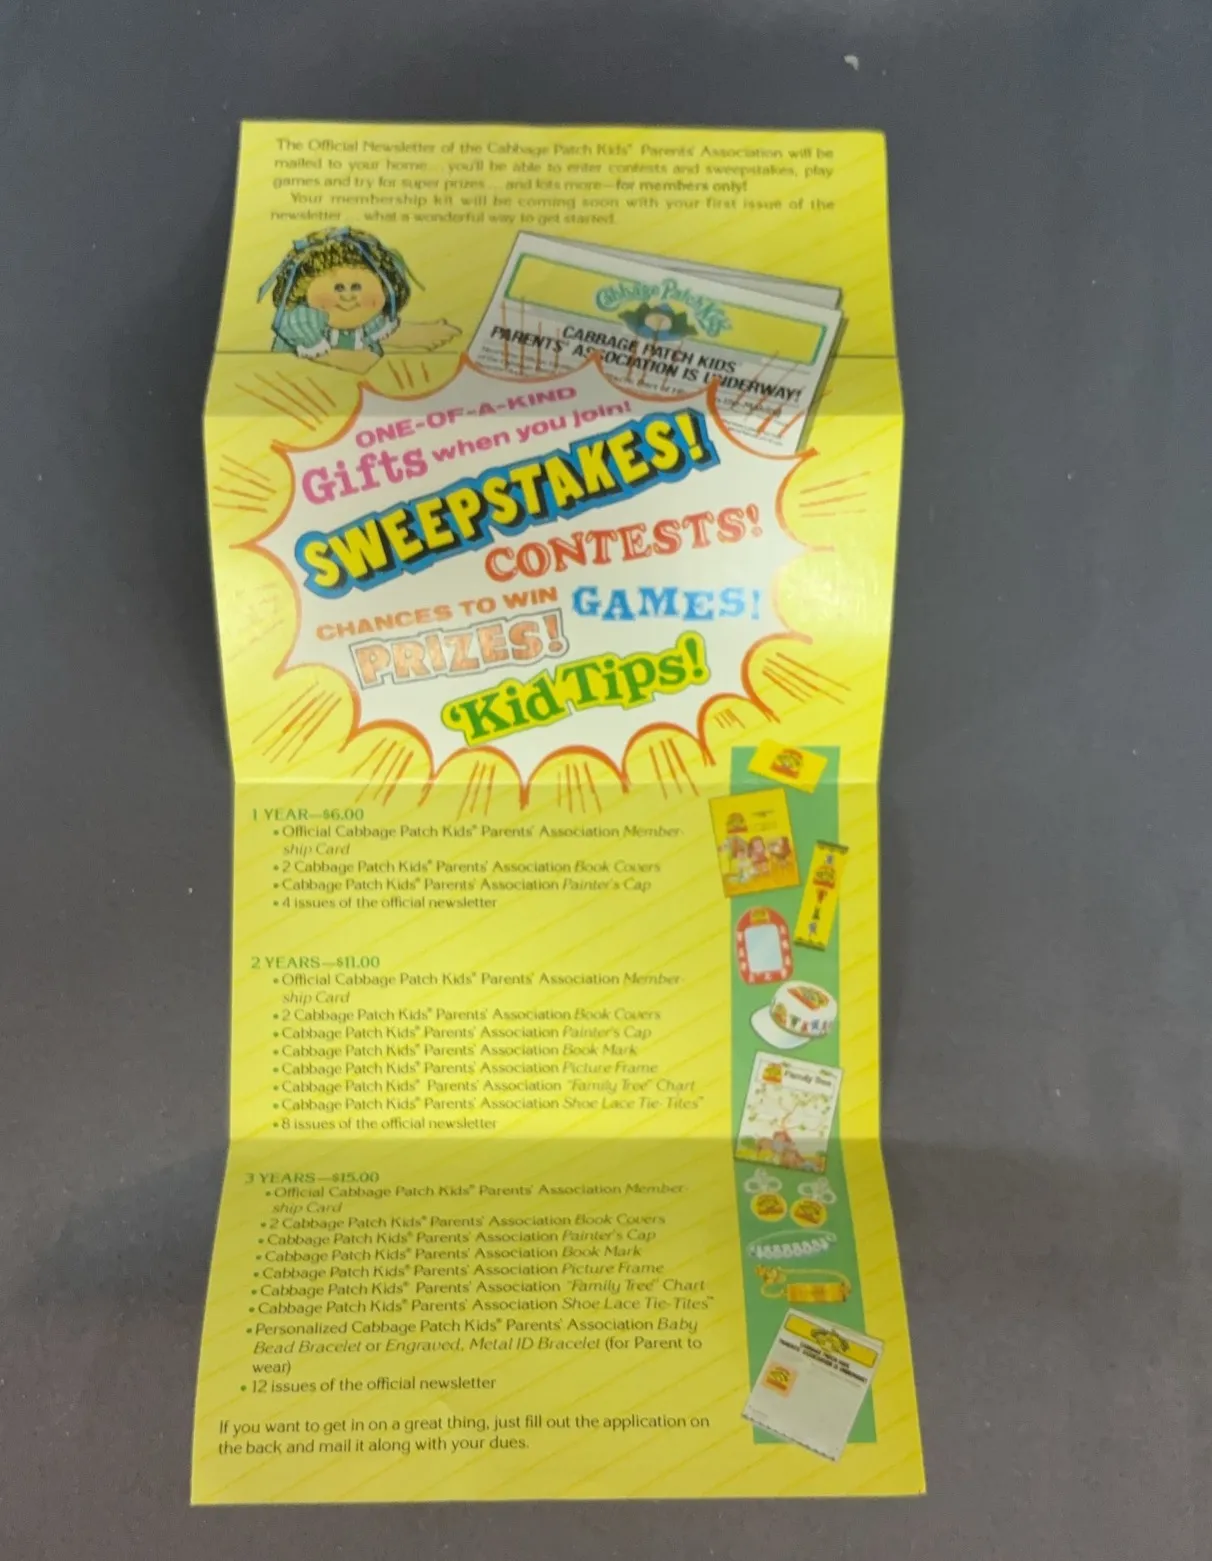 The Official Newsletter of the Cabbage Patch Kids® Parents' Association will be
mailed to your home... you'll be able to enter contests and sweepstakes, play
games and try for super prizes... and lots more—for members only!
Your membership kit will be coming soon with your first issue of the
newsletter... what a wonderful way to get started.
Cabbage Patch Kids
CABBAGE PATCH KIDS
PARENTS' ASSOCIATION IS UNDERWAY!
ONE-OF-A-KIND
Gifts when you join!
SWEEPSTAKES!
CONTESTS!
CHANCES TO WIN
GAMES!
PRIZES!
'Kid Tips!
1 YEAR—$6.00
• Official Cabbage Patch Kids® Parents' Association Member-
ship Card
• 2 Cabbage Patch Kids® Parents' Association Book Covers
• Cabbage Patch Kids® Parents' Association Painter's Cap
• 4 issues of the official newsletter
2 YEARS—$11.00
• Official Cabbage Patch Kids® Parents' Association Member-
ship Card
• 2 Cabbage Patch Kids® Parents' Association Book Covers
• Cabbage Patch Kids® Parents' Association Painter's Cap
• Cabbage Patch Kids® Parents' Association Book Mark
• Cabbage Patch Kids® Parents' Association Picture Frame
• Cabbage Patch Kids® Parents' Association "Family Tree" Chart
• Cabbage Patch Kids® Parents' Association Shoe Lace Tie-Tites™
• 8 issues of the official newsletter
Family Tree
3 YEARS—$15.00
• Official Cabbage Patch Kids® Parents' Association Member-
ship Card
• 2 Cabbage Patch Kids® Parents' Association Book Covers
• Cabbage Patch Kids® Parents' Association Painter's Cap
• Cabbage Patch Kids® Parents' Association Book Mark
• Cabbage Patch Kids® Parents' Association Picture Frame
• Cabbage Patch Kids® Parents' Association "Family Tree" Chart
• Cabbage Patch Kids® Parents' Association Shoe Lace Tie-Tites™
• Personalized Cabbage Patch Kids® Parents' Association Baby
Bead Bracelet or Engraved, Metal ID Bracelet (for Parent to
wear)
• 12 issues of the official newsletter
CABBAGE PATCH KIDS
PARENTS' ASSOCIATION IS UNDERWAY!
If you want to get in on a great thing, just fill out the application on
the back and mail it along with your dues.